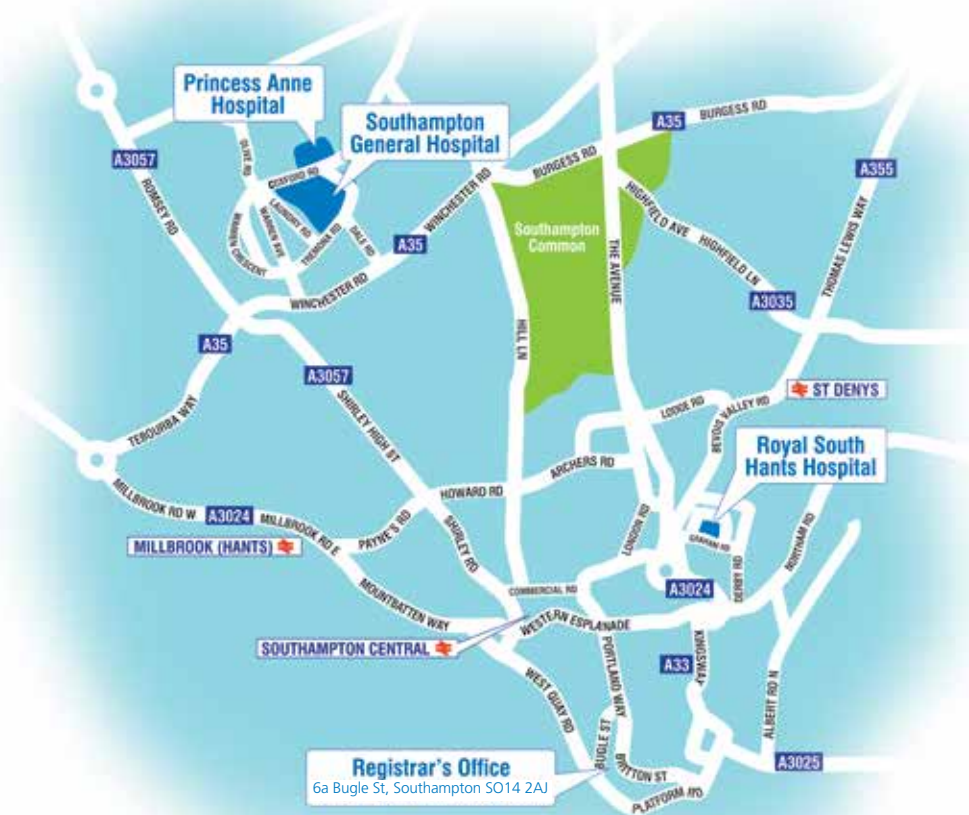 Princess Anne
Hospital
Southampton
General Hospital
A35
BURGESS RD
A3057
OLIVE RD
COXFORD RD
BURGESS RD
A355
ROMSEY RD
LAUNDRY RD
WARREN AVE
WARREN CRESCENT
TREMONA RD
DALE RD
WINCHESTER RD
A35
HIGHFIELD AVE
HIGHFIELD LN
THOMAS LEWIS WAY
Southampton
Common
THE AVENUE
WINCHESTER RD
A3035
A35
HILL LN
A3057
SHIRLEY HIGH ST
ST DENYS
TEBOURBA WAY
LODGE RD
BEVOIS VALLEY RD
Royal South
Hants Hospital
ARCHERS RD
HOWARD RD
MILLBROOK RD W
A3024
MILLBROOK RD E
PAYNE'S RD
SHIRLEY RD
LONDON RD
GRAHAM RD
NORTHAM RD
MILLBROOK (HANTS)
DERBY RD
COMMERCIAL RD
A3024
MOUNTBATTEN WAY
WESTERN ESPLANADE
SOUTHAMPTON CENTRAL
KINGSWAY
A33
PORTLAND WAY
WEST QUAY RD
ALBERT RD N
BUGLE ST
BRITTON ST
A3025
Registrar's Office
6a Bugle St, Southampton SO14 2AJ
PLATFORM RD